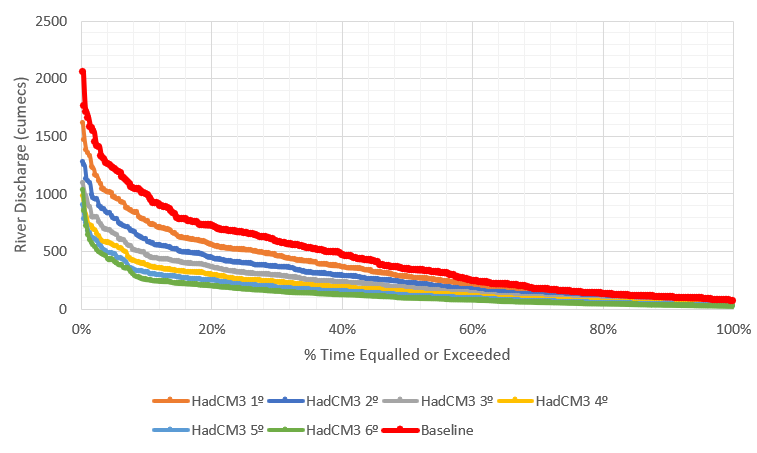 2500
2000
1500
1000
500
0
River Discharge (cumecs)
0% 20% 40% 60% 80% 100%
% Time Equalled or Exceeded
HadCM3 1º HadCM3 2º HadCM3 3º HadCM3 4º
HadCM3 5º HadCM3 6º Baseline